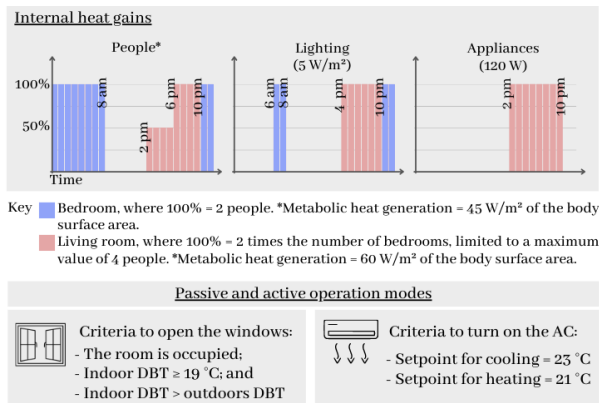 Internal heat gains
People*
Lighting
(5 W/m²)
Appliances
(120 W)
100%
50%
8 am
2 pm
6 pm
10 pm
6 am
8 am
4 pm
10 pm
2 pm
10 pm
Time
Key
Bedroom, where 100% = 2 people. *Metabolic heat generation = 45 W/m² of the body
surface area.
Living room, where 100% = 2 times the number of bedrooms, limited to a maximum
value of 4 people. *Metabolic heat generation = 60 W/m² of the body surface area.
Passive and active operation modes
Criteria to open the windows:
- The room is occupied;
- Indoor DBT ≥ 19 °C; and
- Indoor DBT > outdoors DBT
Criteria to turn on the AC:
- Setpoint for cooling = 23 °C
- Setpoint for heating = 21 °C